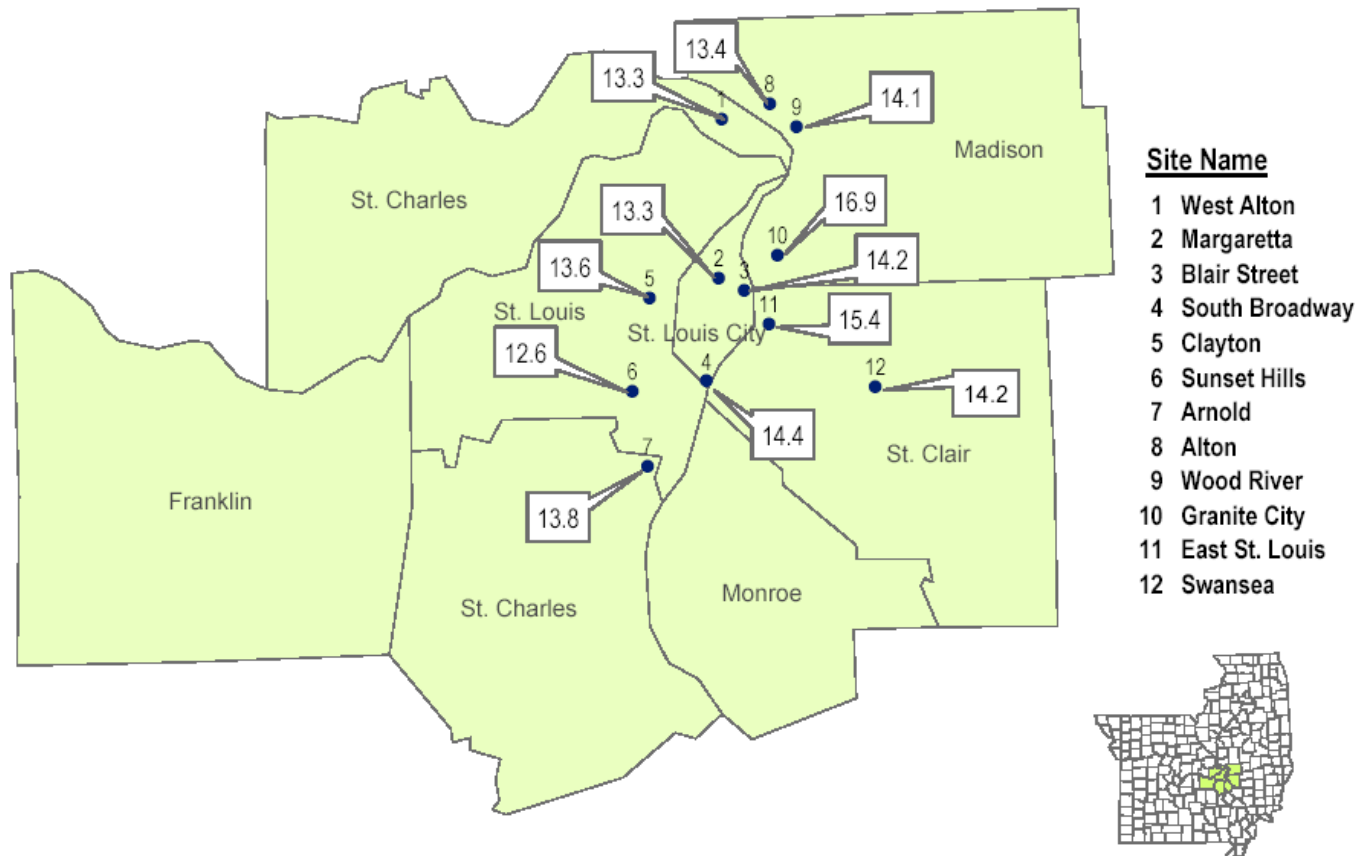 13.4
13.3
8
1
9
14.1
Madison
St. Charles
13.3
16.9
10
13.6
2
3
14.2
5
St. Louis
11
St. Louis City
15.4
12.6
4
6
12
14.2
14.4
7
St. Clair
Franklin
13.8
Monroe
St. Charles
Site Name
1 West Alton
2 Margaretta
3 Blair Street
4 South Broadway
5 Clayton
6 Sunset Hills
7 Arnold
8 Alton
9 Wood River
10 Granite City
11 East St. Louis
12 Swansea